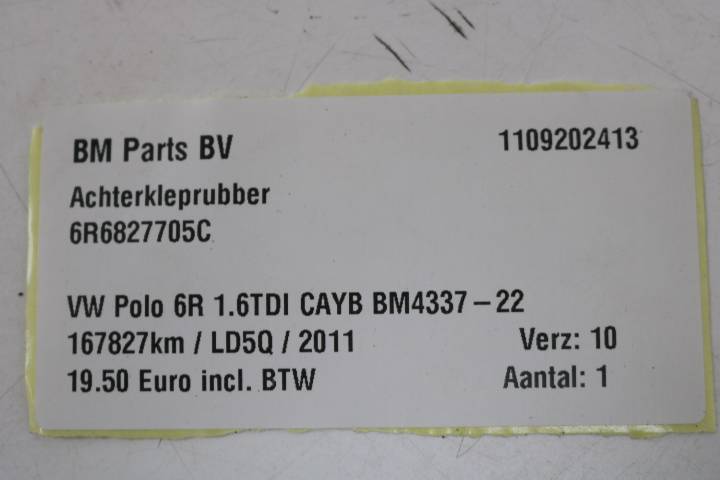 BM Parts BV 1109202413
Achterkleprubber
6R6827705C
VW Polo 6R 1.6TDI CAYB BM4337-22
167827km / LD5Q / 2011 Verz: 10
19.50 Euro incl. BTW Aantal: 1